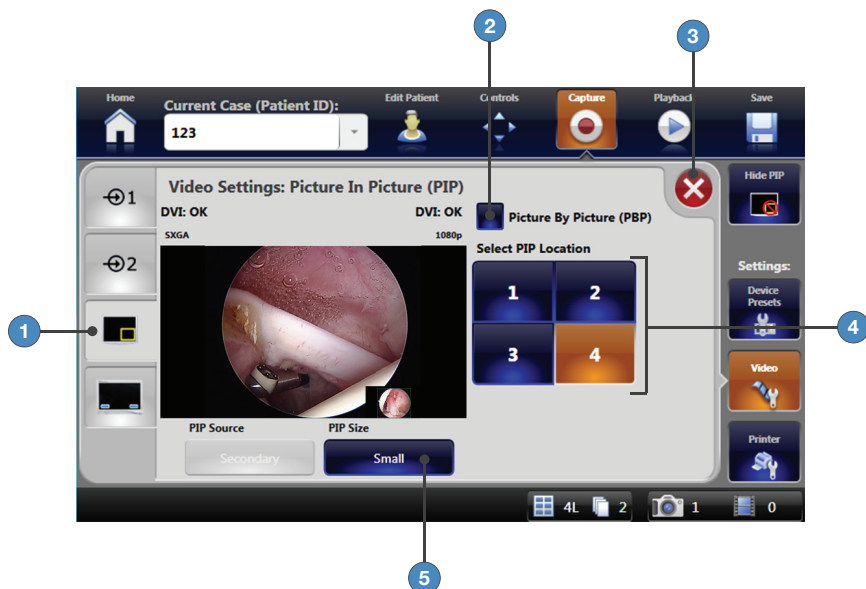 2
3
Home
Current Case (Patient ID):
Edit Patient
Controls
Capture
Playback
Save
123
1
Video Settings: Picture In Picture (PIP)
Hide PIP
DVI: OK
DVI: OK
Picture By Picture (PBP)
SXGA
1080p
2
Select PIP Location
Settings:
1
2
Device
Presets
1
4
3
4
Video
PIP Source
PIP Size
Printer
Secondary
Small
4L
2
1
0
5